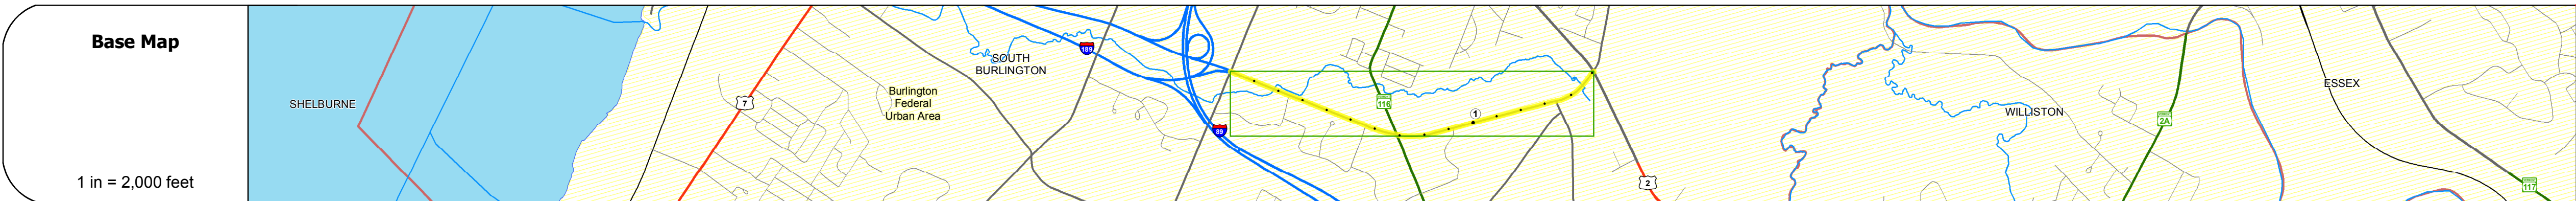 Base Map
1 in = 2,000 feet
SHELBURNE
7
Burlington
Federal
Urban Area
SOUTH
BURLINGTON
189
89
116
1
2
WILLISTON
2A
ESSEX
117